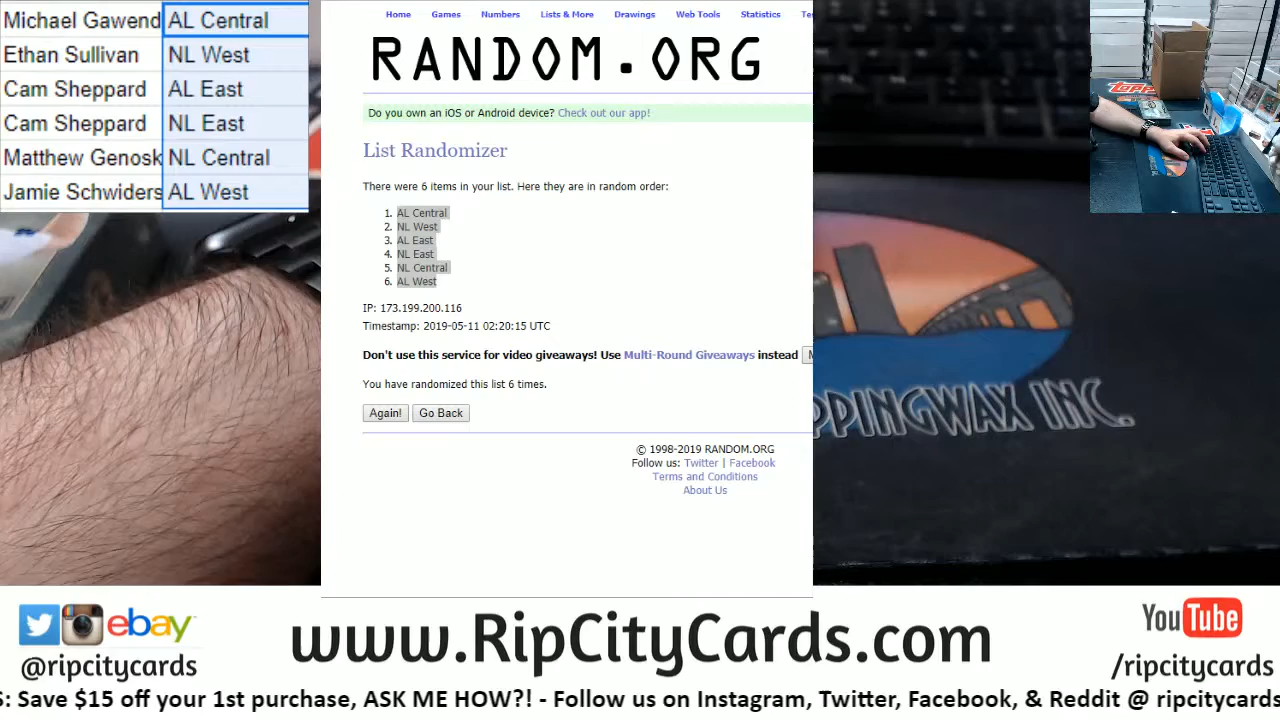 Michael Gawend AL Central
Ethan Sullivan NL West
Cam Sheppard AL East
Cam Sheppard NL East
Matthew Genosk NL Central
Jamie Schwiders AL West
Home Games Numbers Lists & More Drawings Web Tools Statistics Te
RANDOM.ORG
Do you own an iOS or Android device? Check out our app!
List Randomizer
There were 6 items in your list. Here they are in random order:
1. AL Central
2. NL West
3. AL East
4. NL East
5. NL Central
6. AL West
IP: 173.199.200.116
Timestamp: 2019-05-11 02:20:15 UTC
Don't use this service for video giveaways! Use Multi-Round Giveaways instead
You have randomized this list 6 times.
Again! Go Back
© 1998-2019 RANDOM.ORG
Follow us: Twitter | Facebook
Terms and Conditions
About Us
topps
PPINGWAX INC.
ebay
@ripcitycards
www.RipCityCards.com
YouTube
/ripcitycards
S: Save $15 off your 1st purchase, ASK ME HOW?! - Follow us on Instagram, Twitter, Facebook, & Reddit @ ripcitycards